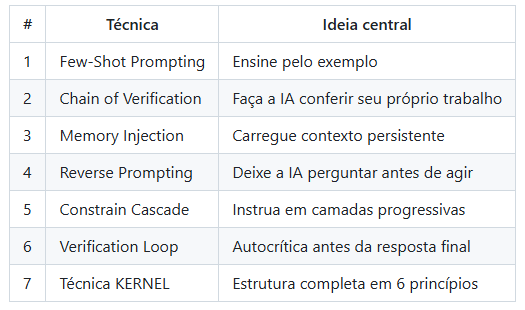 # Técnica Ideia central
1 Few-Shot Prompting Ensine pelo exemplo
2 Chain of Verification Faça a IA conferir seu próprio trabalho
3 Memory Injection Carregue contexto persistente
4 Reverse Prompting Deixe a IA perguntar antes de agir
5 Constrain Cascade Instrua em camadas progressivas
6 Verification Loop Autocrítica antes da resposta final
7 Técnica KERNEL Estrutura completa em 6 princípios